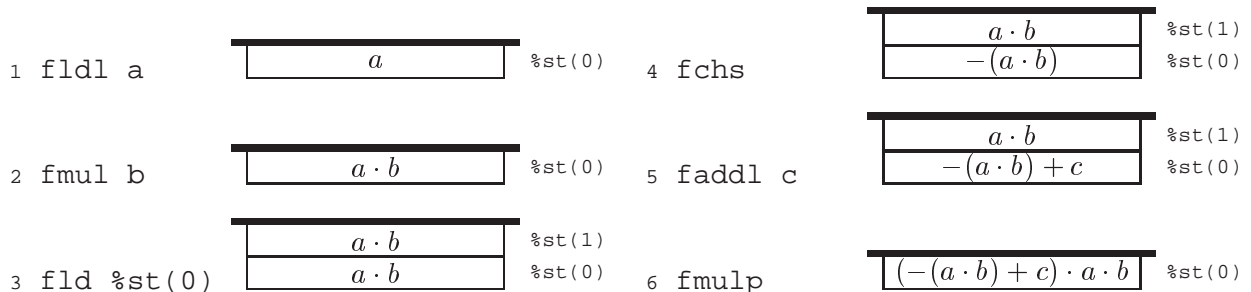 1 fldl a
a %st(0)
2 fmul b
a · b %st(0)
3 fld %st(0)
a · b %st(1)
a · b %st(0)
4 fchs
a · b %st(1)
−(a · b) %st(0)
5 faddl c
a · b %st(1)
−(a · b) + c %st(0)
6 fmulp
(−(a · b) + c) · a · b %st(0)